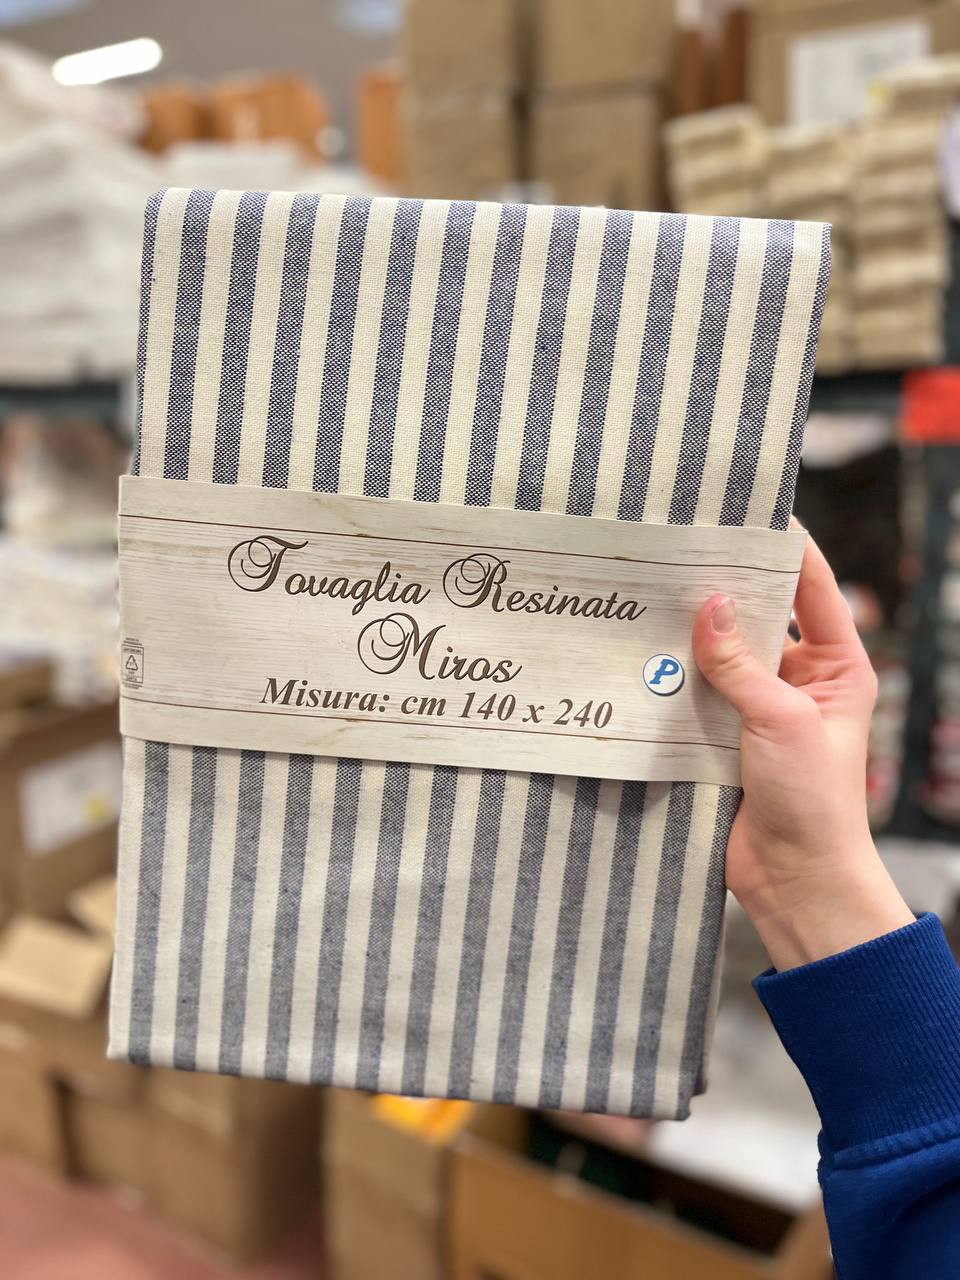 Tovaglia Resinata
Miros
Misura: cm 140 x 240
P